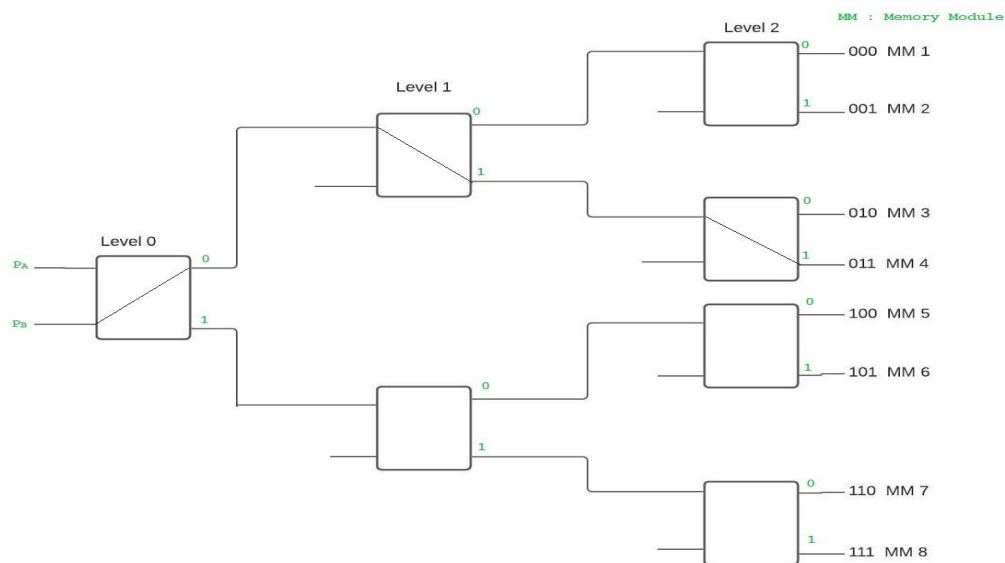 MM : Memory Module
Level 2
0
000 MM 1
1
001 MM 2
Level 1
0
1
0
010 MM 3
1
011 MM 4
Level 0
PA
0
PB
1
0
100 MM 5
1
101 MM 6
0
1
0
110 MM 7
1
111 MM 8